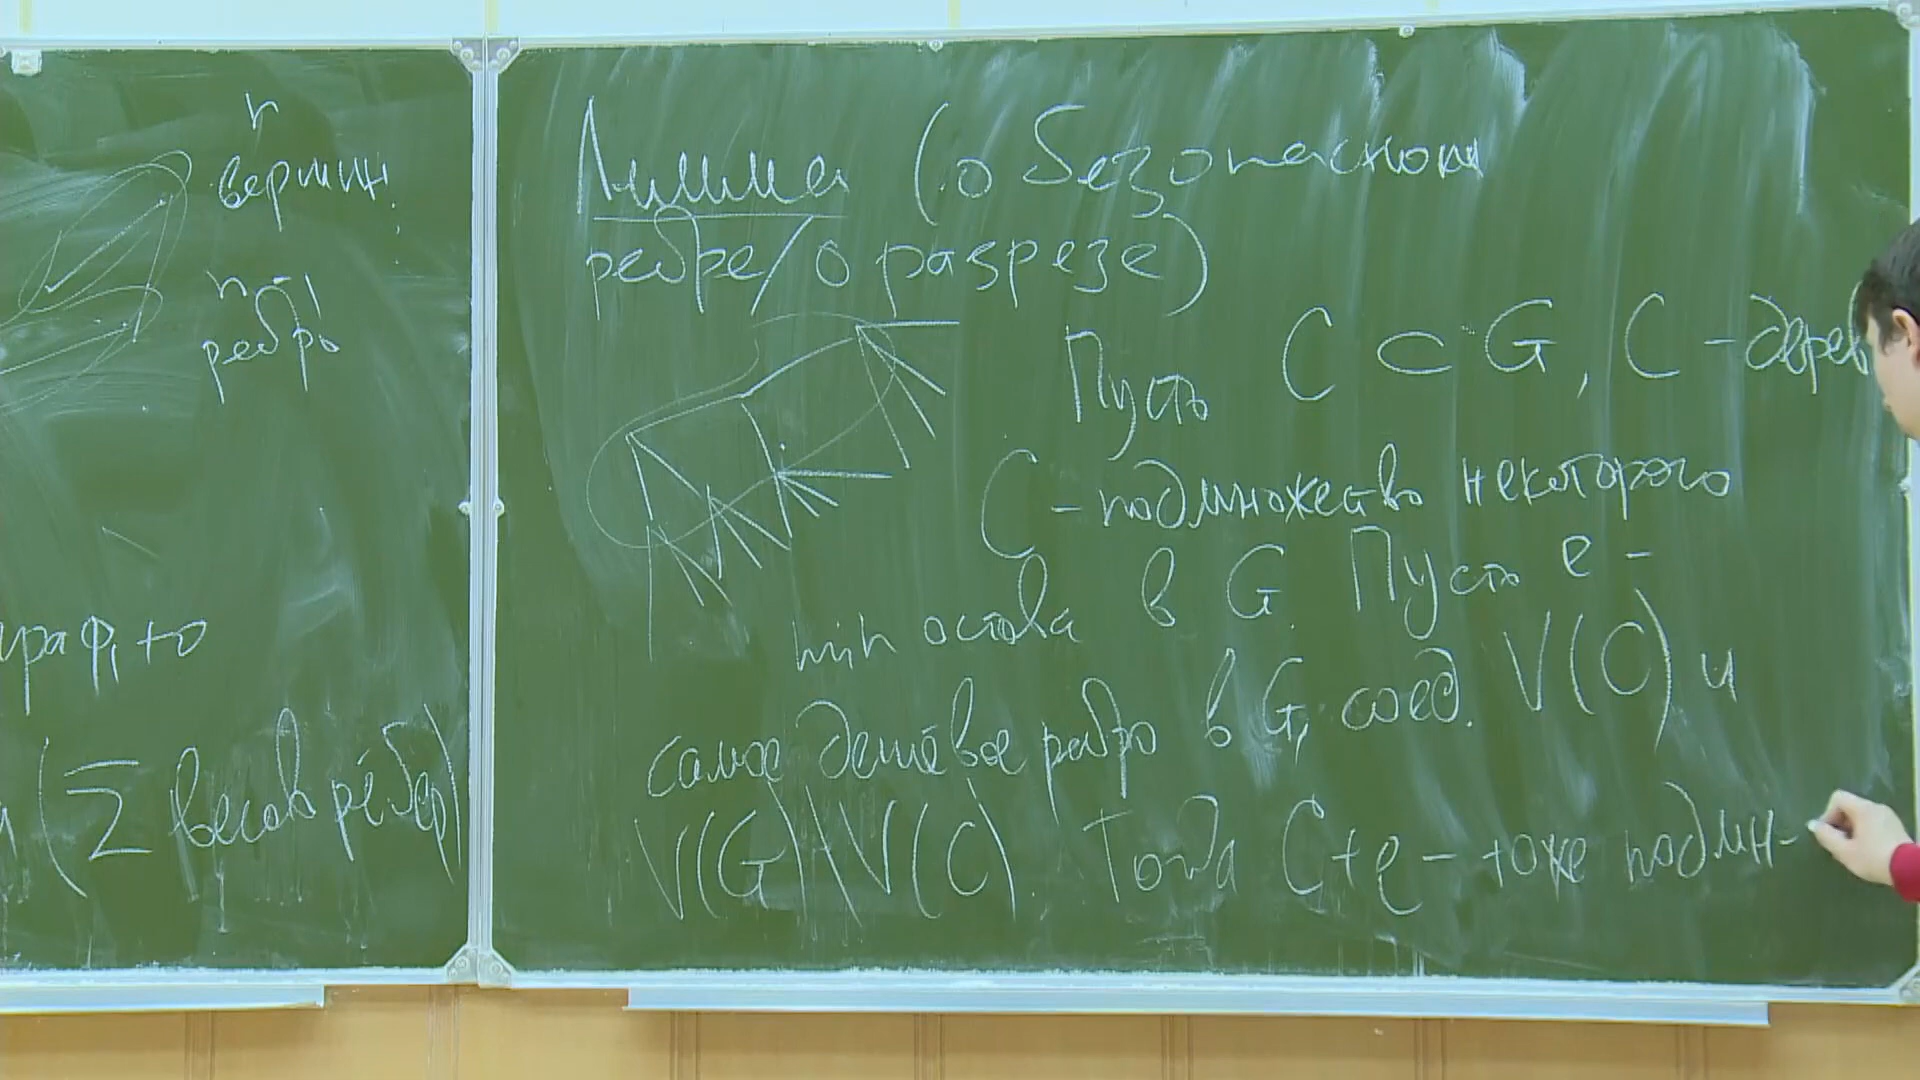 n
вершин
n-1
ребро
граф, то
(Σ весов рёбер)
Лемма (о безопасном
ребре/о разрезе)
Пусть C ⊂ G, C - дерев
C - подмножество некоторого
min остова в G. Пусть e -
самое дешёвое ребро в G, соед. V(C) и
V(G)\V(C). Тогда C+e - тоже подмн-